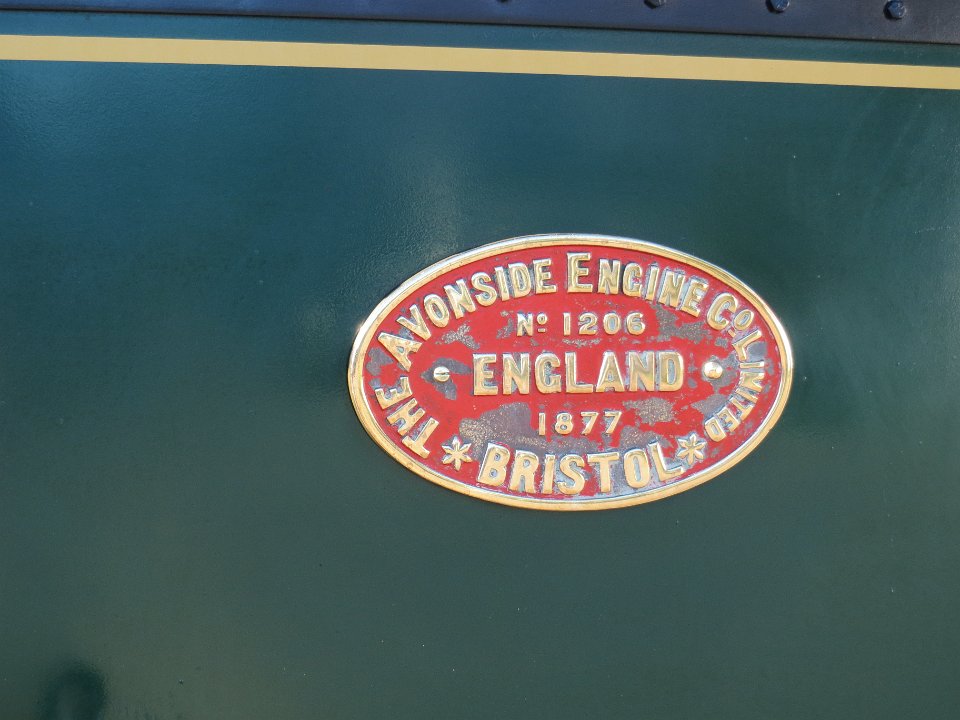 THE AVONSIDE ENGINE Cº LIMITED
Nº 1206
ENGLAND
1877
BRISTOL